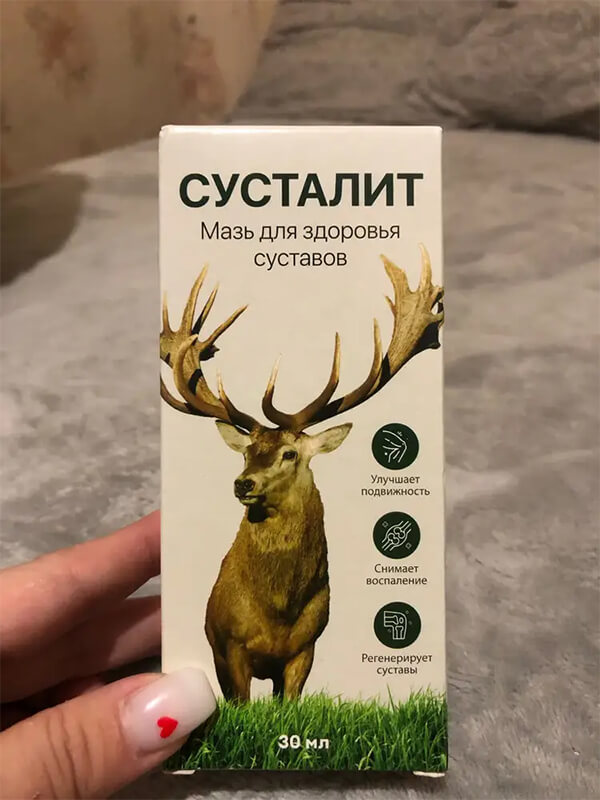 СУСТАЛИТ
Мазь для здоровья
суставов
Улучшает
подвижность
Снимает
воспаление
Регенерирует
суставы
30 мл